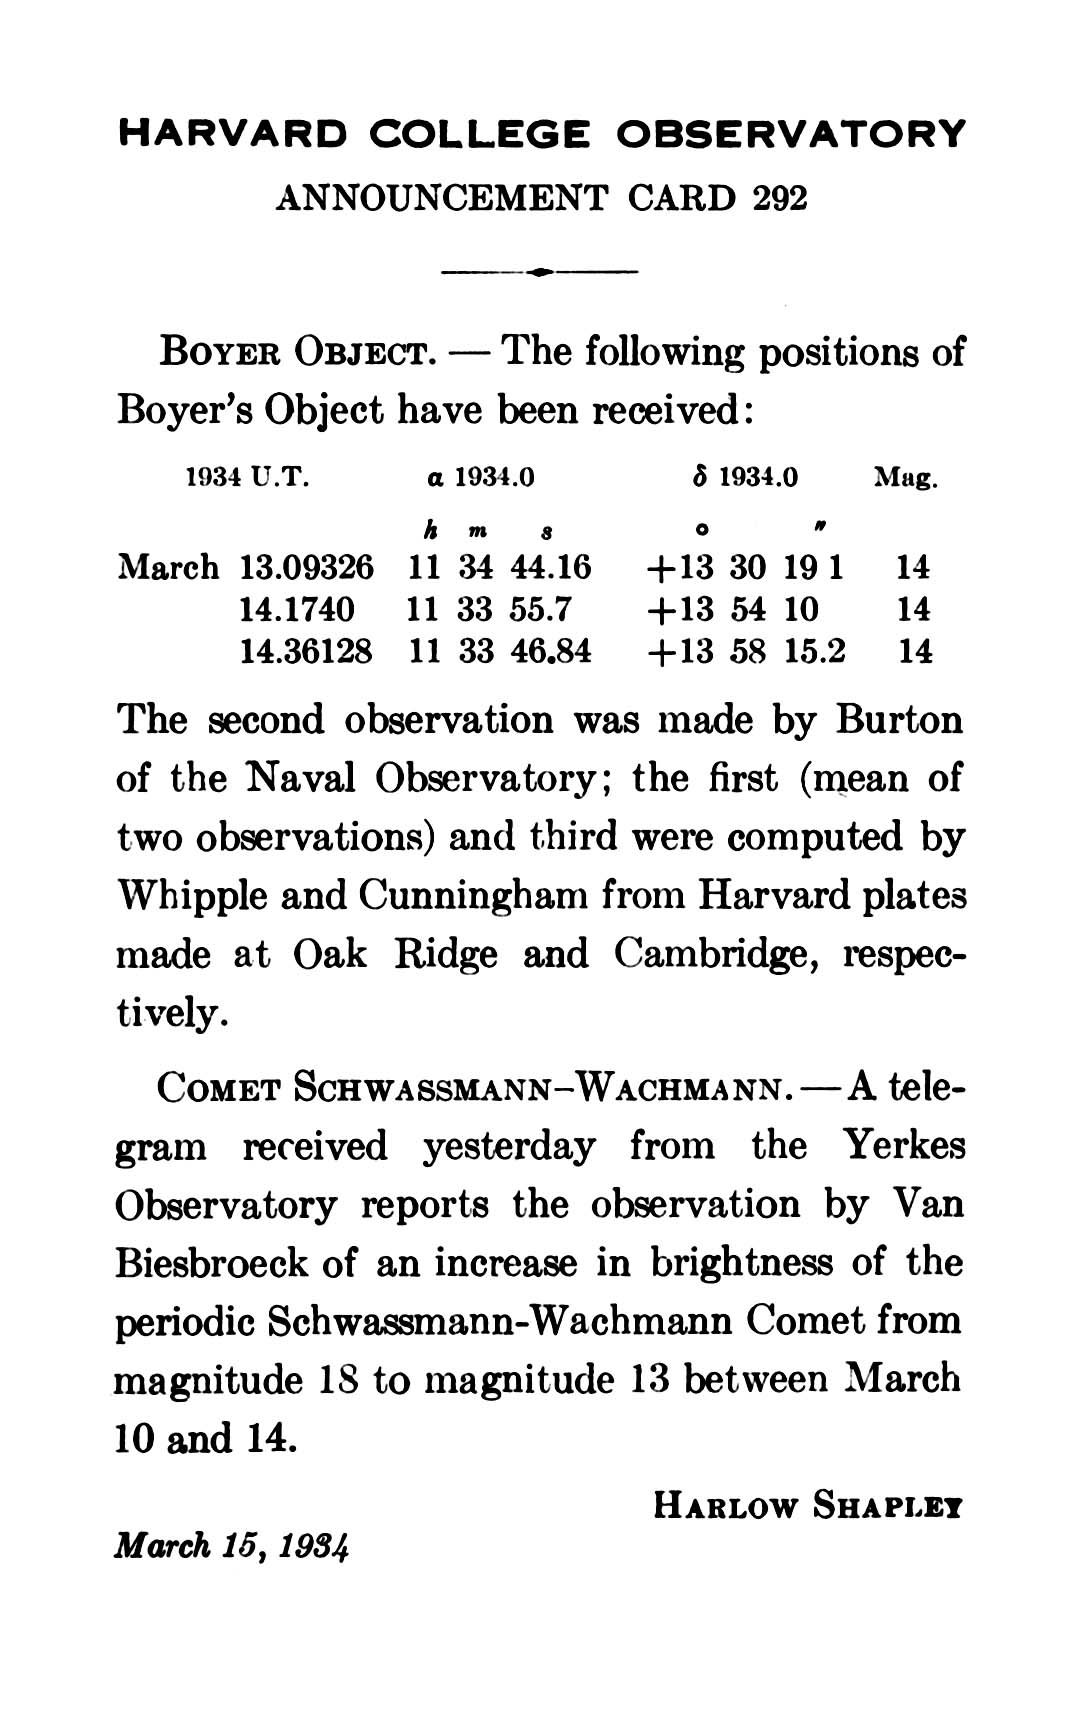 HARVARD COLLEGE OBSERVATORY
ANNOUNCEMENT CARD 292
BOYER OBJECT. — The following positions of
Boyer's Object have been received:
1934 U.T. α 1934.0 δ 1934.0 Mag.
h m s o "
March 13.09326 11 34 44.16 +13 30 19 1 14
14.1740 11 33 55.7 +13 54 10 14
14.36128 11 33 46.84 +13 58 15.2 14
The second observation was made by Burton
of the Naval Observatory; the first (mean of
two observations) and third were computed by
Whipple and Cunningham from Harvard plates
made at Oak Ridge and Cambridge, respec-
tively.
COMET SCHWASSMANN–WACHMANN. — A tele-
gram received yesterday from the Yerkes
Observatory reports the observation by Van
Biesbroeck of an increase in brightness of the
periodic Schwassmann-Wachmann Comet from
magnitude 18 to magnitude 13 between March
10 and 14.
HARLOW SHAPLEY
March 15, 1934